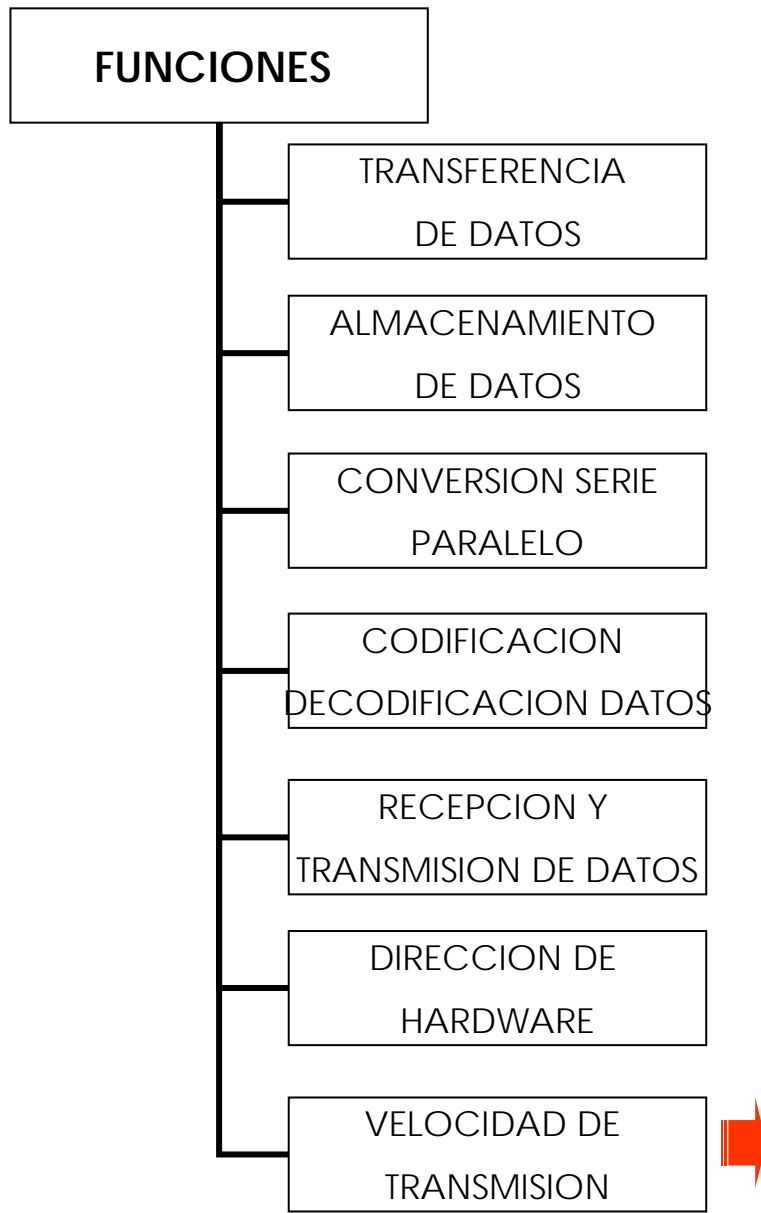 FUNCIONES
TRANSFERENCIA
DE DATOS
ALMACENAMIENTO
DE DATOS
CONVERSION SERIE
PARALELO
CODIFICACION
DECODIFICACION DATOS
RECEPCION Y
TRANSMISION DE DATOS
DIRECCION DE
HARDWARE
VELOCIDAD DE
TRANSMISION